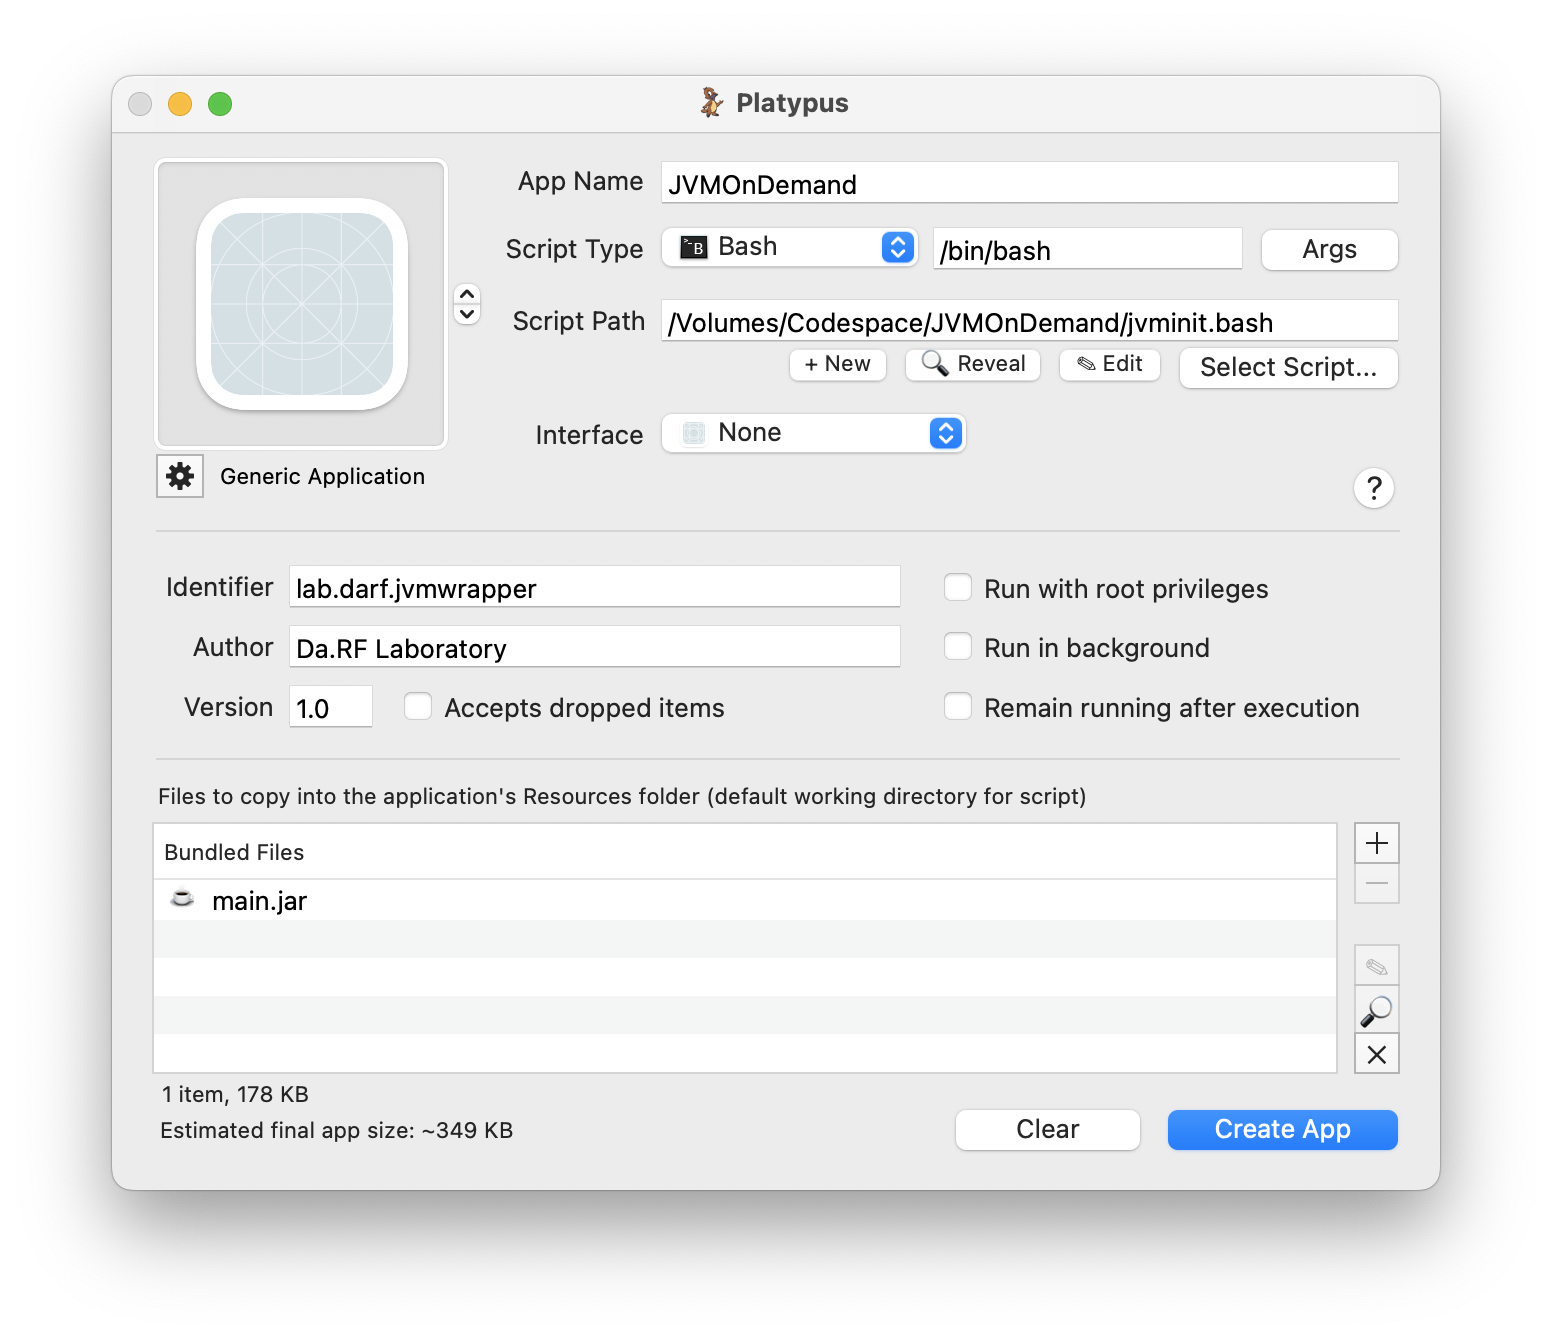 Platypus
App Name JVMOnDemand
Script Type Bash /bin/bash Args
Script Path /Volumes/Codespace/JVMOnDemand/jvminit.bash
+ New Reveal Edit Select Script...
Interface None
Generic Application ?
Identifier lab.darf.jvmwrapper Run with root privileges
Author Da.RF Laboratory Run in background
Version 1.0 Accepts dropped items Remain running after execution
Files to copy into the application's Resources folder (default working directory for script)
Bundled Files
main.jar
1 item, 178 KB
Estimated final app size: ~349 KB Clear Create App